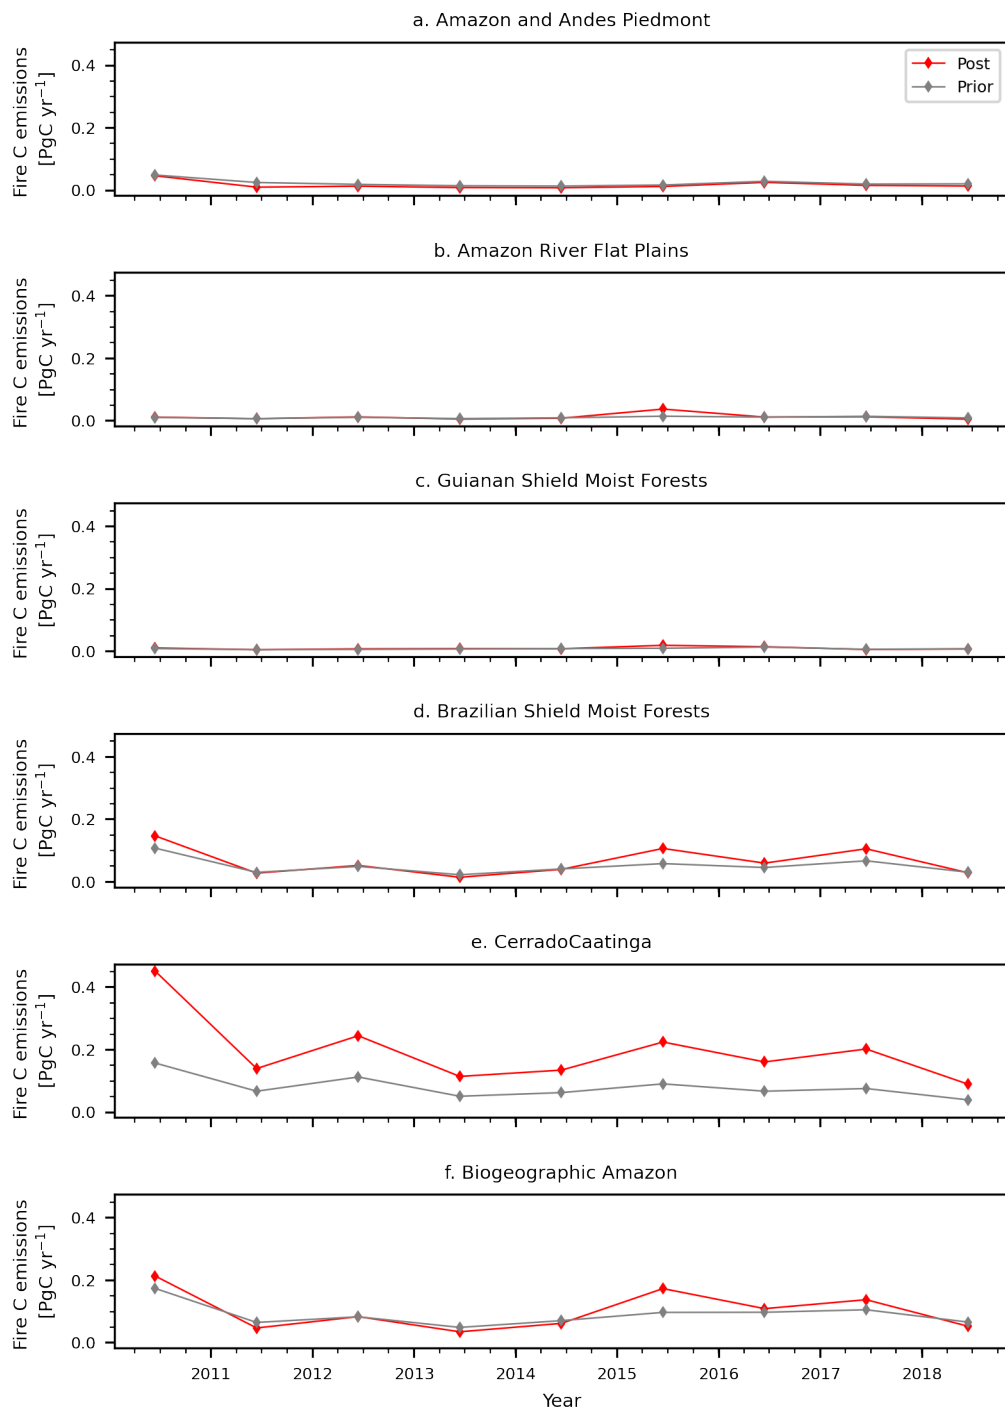 a. Amazon and Andes Piedmont
Fire C emissions
[PgC yr⁻¹]
0.4
0.2
0.0
Post
Prior
b. Amazon River Flat Plains
Fire C emissions
[PgC yr⁻¹]
0.4
0.2
0.0
c. Guianan Shield Moist Forests
Fire C emissions
[PgC yr⁻¹]
0.4
0.2
0.0
d. Brazilian Shield Moist Forests
Fire C emissions
[PgC yr⁻¹]
0.4
0.2
0.0
e. CerradoCaatinga
Fire C emissions
[PgC yr⁻¹]
0.4
0.2
0.0
f. Biogeographic Amazon
Fire C emissions
[PgC yr⁻¹]
0.4
0.2
0.0
2011 2012 2013 2014 2015 2016 2017 2018
Year